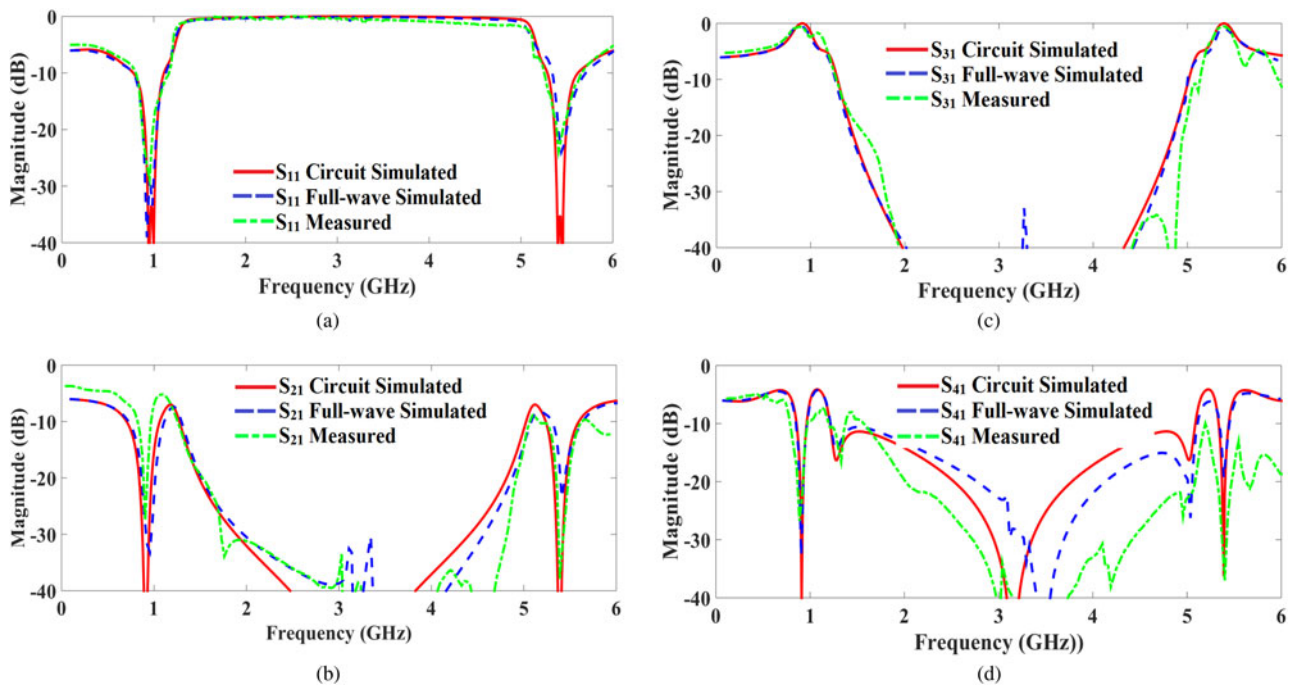 0
-10
-20
-30
-40
Magnitude (dB)
S11 Circuit Simulated
S11 Full-wave Simulated
S11 Measured
0 1 2 3 4 5 6
Frequency (GHz)
(a)
0
-10
-20
-30
-40
Magnitude (dB)
S31 Circuit Simulated
S31 Full-wave Simulated
S31 Measured
0 1 2 3 4 5 6
Frequency (GHz)
(c)
0
-10
-20
-30
-40
Magnitude (dB)
S21 Circuit Simulated
S21 Full-wave Simulated
S21 Measured
0 1 2 3 4 5 6
Frequency (GHz)
(b)
0
-10
-20
-30
-40
Magnitude (dB)
S41 Circuit Simulated
S41 Full-wave Simulated
S41 Measured
0 1 2 3 4 5 6
Frequency (GHz))
(d)